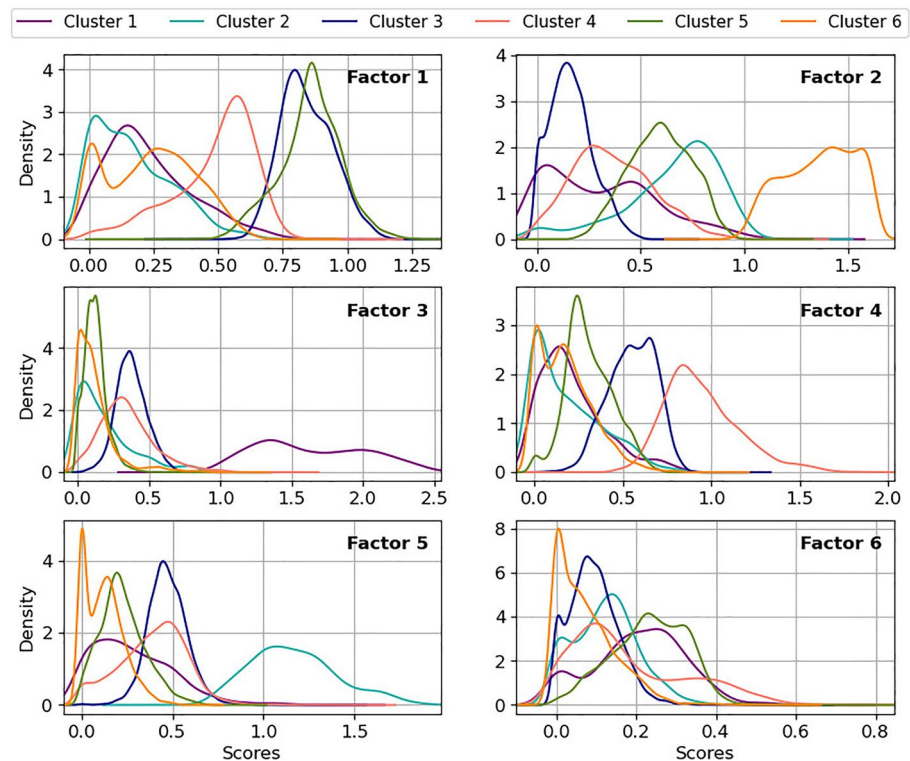 Cluster 1 Cluster 2 Cluster 3 Cluster 4 Cluster 5 Cluster 6
Factor 1
Density
4
3
2
1
0
0.00 0.25 0.50 0.75 1.00 1.25
Factor 2
4
3
2
1
0
0.0 0.5 1.0 1.5
Factor 3
Density
4
2
0
0.0 0.5 1.0 1.5 2.0 2.5
Factor 4
3
2
1
0
0.0 0.5 1.0 1.5 2.0
Factor 5
Density
4
2
0
0.0 0.5 1.0 1.5
Scores
Factor 6
8
6
4
2
0
0.0 0.2 0.4 0.6 0.8
Scores